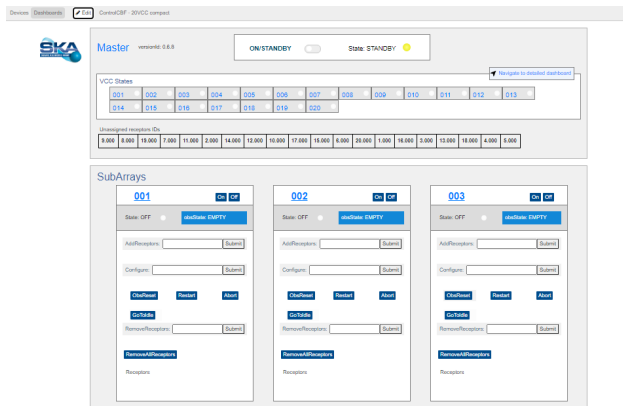 Devices Dashboards Edit ControlCBF - 20VCC compact
SKA
Master versionId: 0.6.8 ON/STANDBY State: STANDBY
Navigate to detailed dashboard
VCC States
001 002 003 004 005 006 007 008 009 010 011 012 013
014 015 016 017 018 019 020
Unassigned receptors IDs
9.000 8.000 19.000 7.000 11.000 2.000 14.000 12.000 10.000 17.000 15.000 6.000 20.000 1.000 16.000 3.000 13.000 18.000 4.000 5.000
SubArrays
001 On Off 002 On Off 003 On Off
State: OFF obsState: EMPTY State: OFF obsState: EMPTY State: OFF obsState: EMPTY
AddReceptors: Submit AddReceptors: Submit AddReceptors: Submit
Configure: Submit Configure: Submit Configure: Submit
ObsReset Restart Abort ObsReset Restart Abort ObsReset Restart Abort
GoToIdle GoToIdle GoToIdle
RemoveReceptors: Submit RemoveReceptors: Submit RemoveReceptors: Submit
RemoveAllReceptors RemoveAllReceptors RemoveAllReceptors
Receptors Receptors Receptors